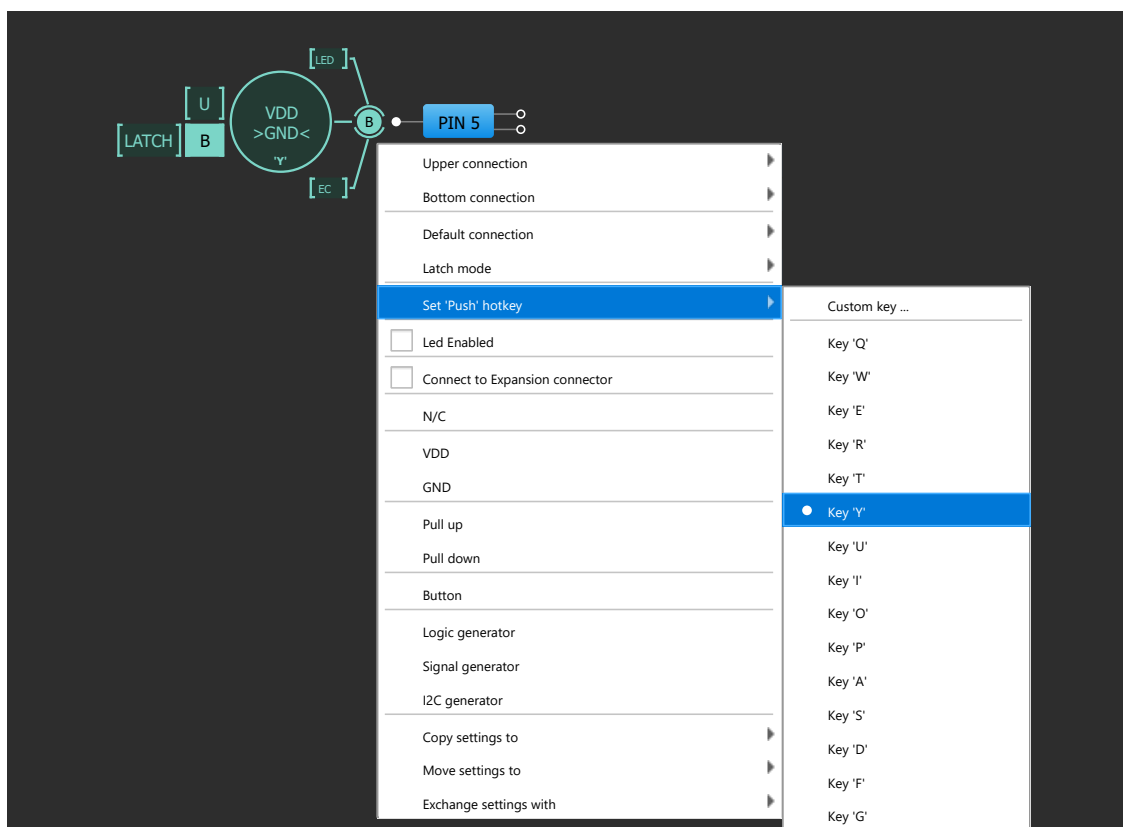 [LED ]
[ U ]
VDD
B
PIN 5
[LATCH]
B
>GND<
'Y'
[ EC ]
Upper connection
Bottom connection
Default connection
Latch mode
Set 'Push' hotkey
Led Enabled
Connect to Expansion connector
N/C
VDD
GND
Pull up
Pull down
Button
Logic generator
Signal generator
I2C generator
Copy settings to
Move settings to
Exchange settings with
Custom key ...
Key 'Q'
Key 'W'
Key 'E'
Key 'R'
Key 'T'
Key 'Y'
Key 'U'
Key 'I'
Key 'O'
Key 'P'
Key 'A'
Key 'S'
Key 'D'
Key 'F'
Key 'G'